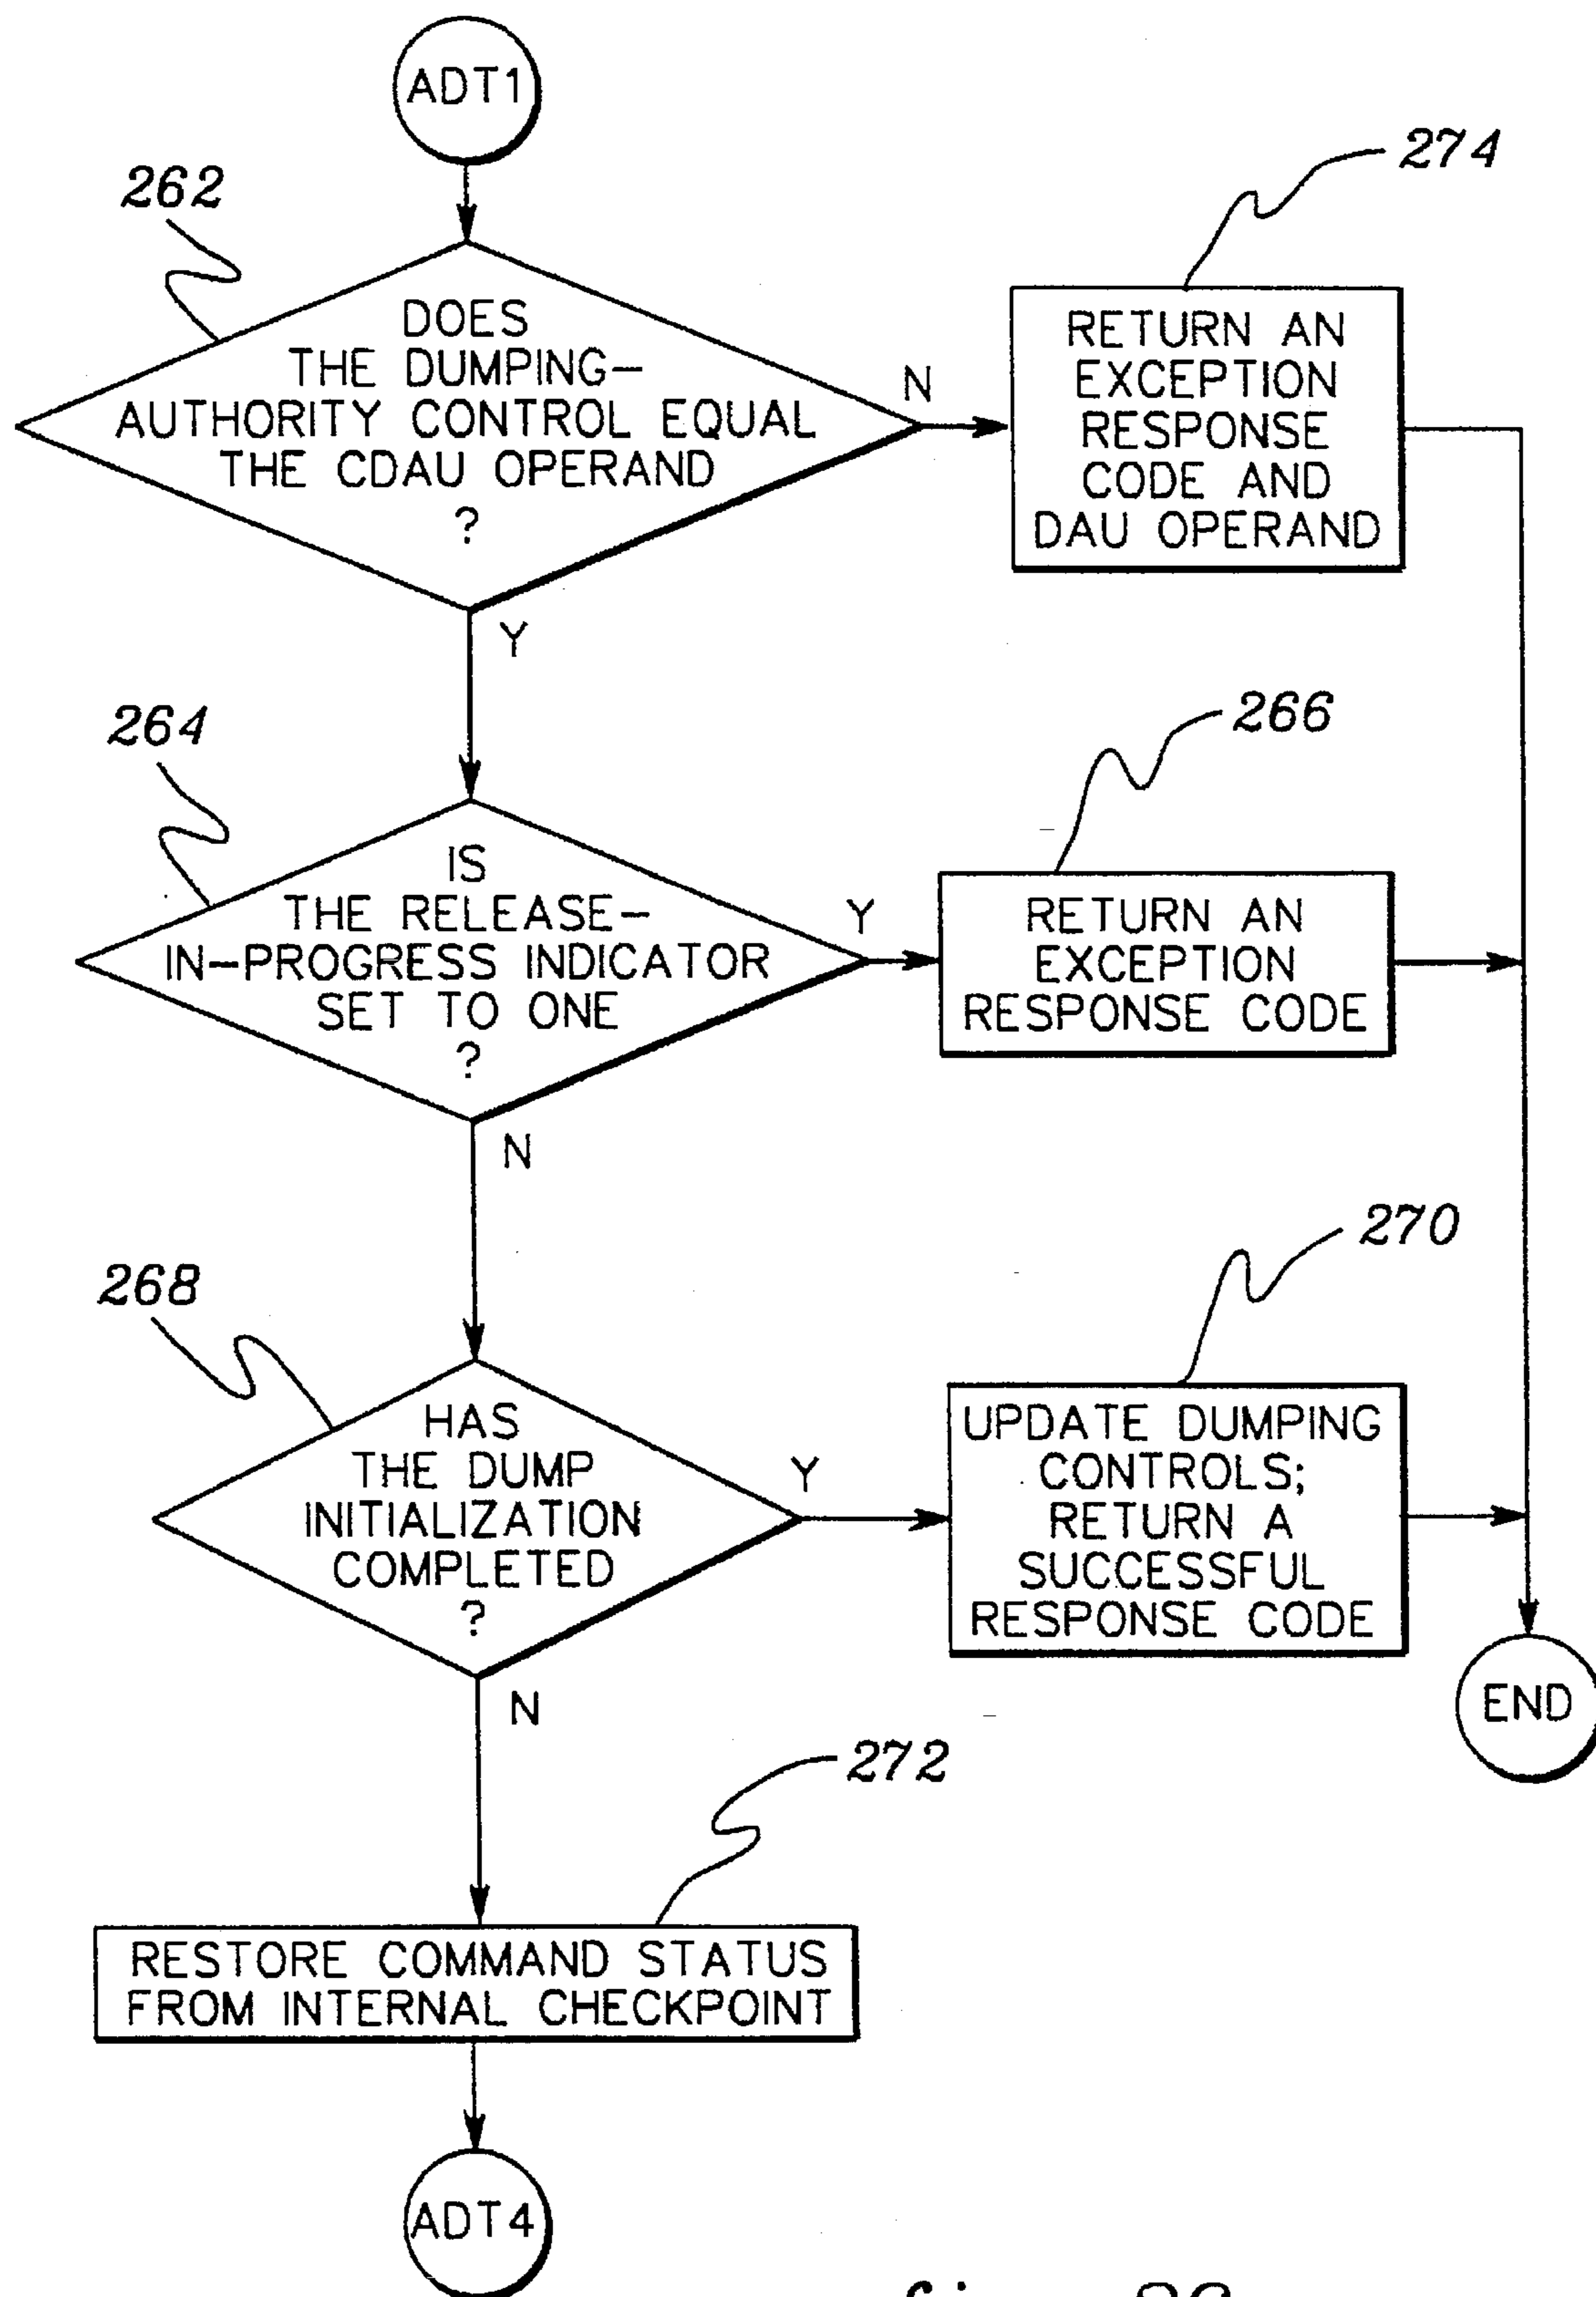 ADT1
262
DOES
THE DUMPING-
AUTHORITY CONTROL EQUAL
THE CDAU OPERAND
?
N
Y
274
RETURN AN
EXCEPTION
RESPONSE
CODE AND
DAU OPERAND
264
IS
THE RELEASE-
IN-PROGRESS INDICATOR
SET TO ONE
?
Y
N
266
RETURN AN
EXCEPTION
RESPONSE CODE
268
HAS
THE DUMP
INITIALIZATION
COMPLETED
?
Y
N
270
UPDATE DUMPING
CONTROLS;
RETURN A
SUCCESSFUL
RESPONSE CODE
END
272
RESTORE COMMAND STATUS
FROM INTERNAL CHECKPOINT
ADT4